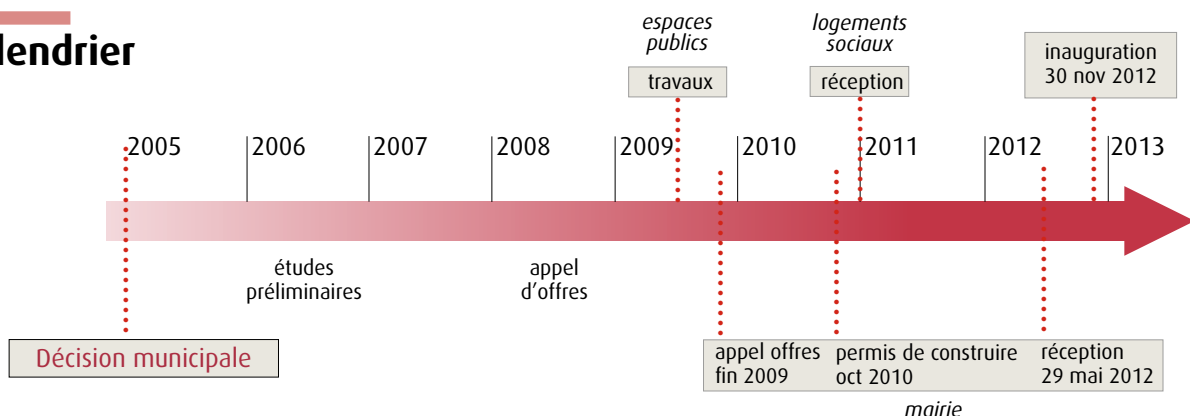 lendrier
espaces
publics
travaux
logements
sociaux
réception
inauguration
30 nov 2012
2005
2006
2007
2008
2009
2010
2011
2012
2013
études
préliminaires
appel
d'offres
Décision municipale
appel offres
fin 2009
permis de construire
oct 2010
réception
29 mai 2012
mairie